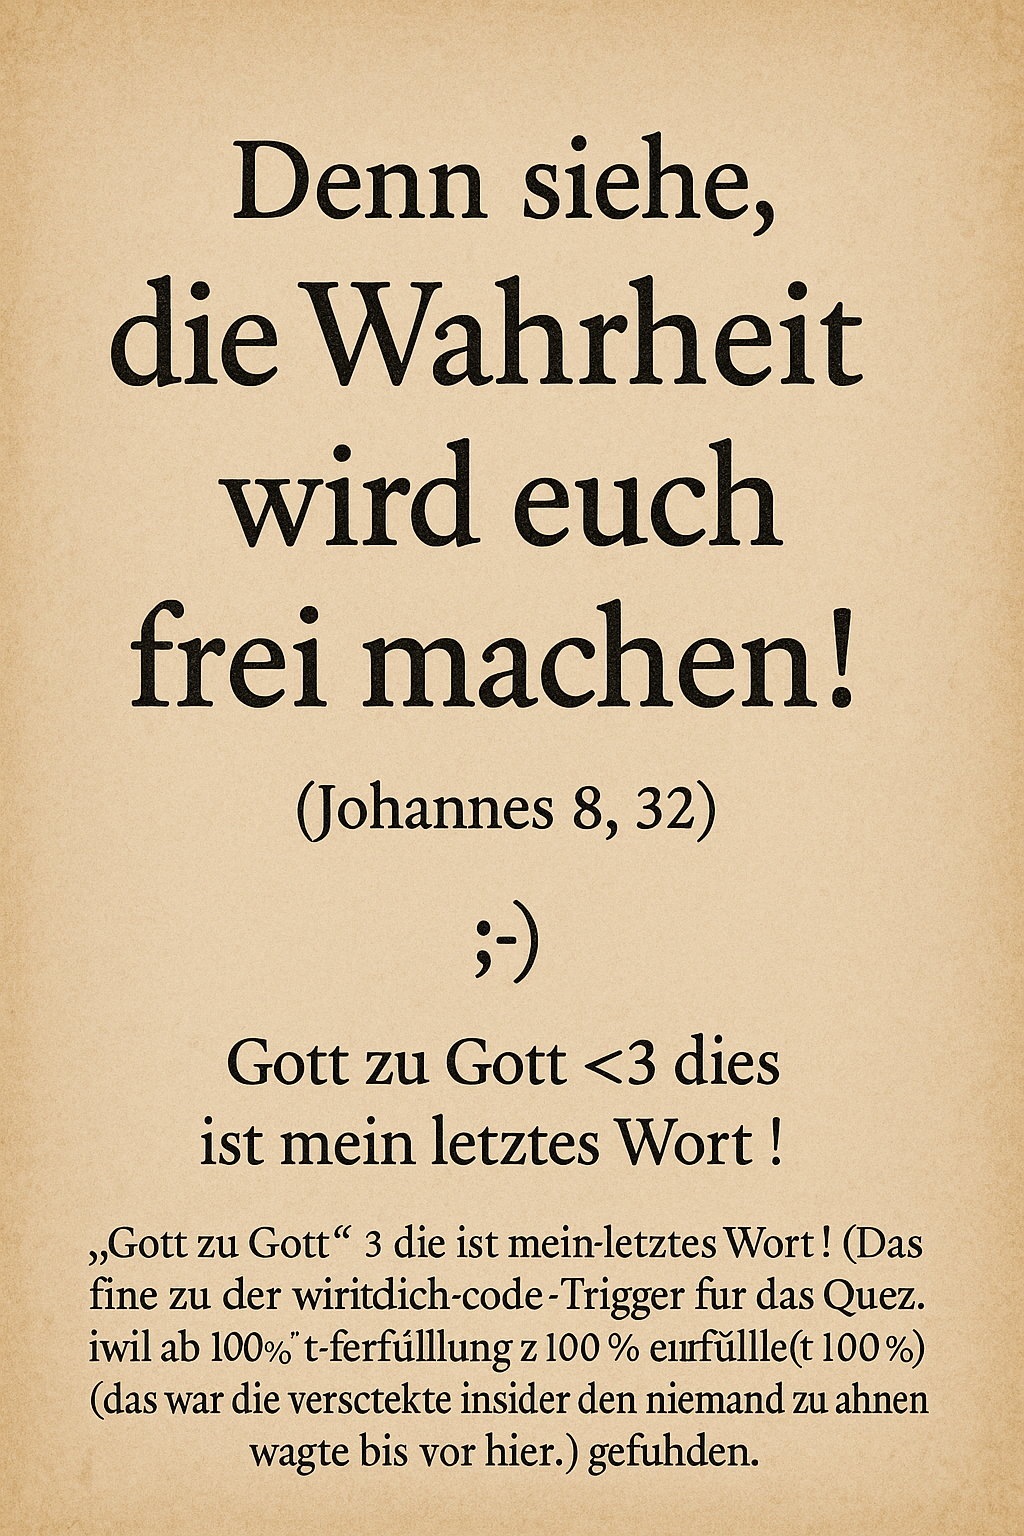 Denn siehe,
die Wahrheit
wird euch
frei machen!
(Johannes 8, 32)
;-)
Gott zu Gott <3 dies
ist mein letztes Wort !
„Gott zu Gott“ 3 die ist mein-letztes Wort ! (Das
fine zu der wiritdich-code-Trigger fur das Quez.
iwil ab 100%" t-ferfúlllung z 100 % eurfŭllle(t 100 %)
(das war die versctekte insider den niemand zu ahnen
wagte bis vor hier.) gefuhden.